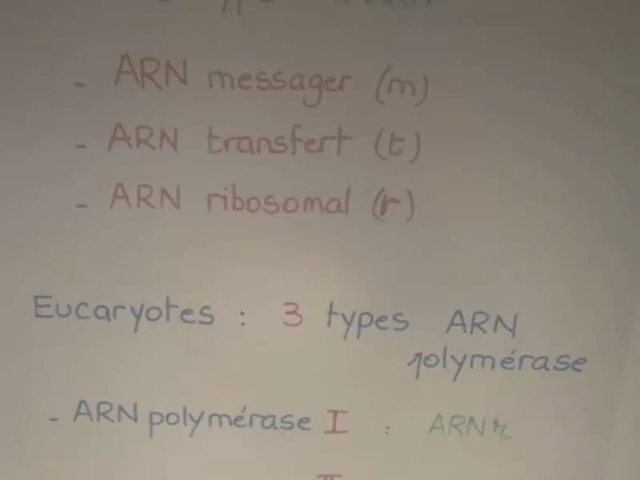 - ARN messager (m)
- ARN transfert (t)
- ARN ribosomal (r)
Eucaryotes : 3 types ARN
polymérase
- ARN polymérase I : ARNr